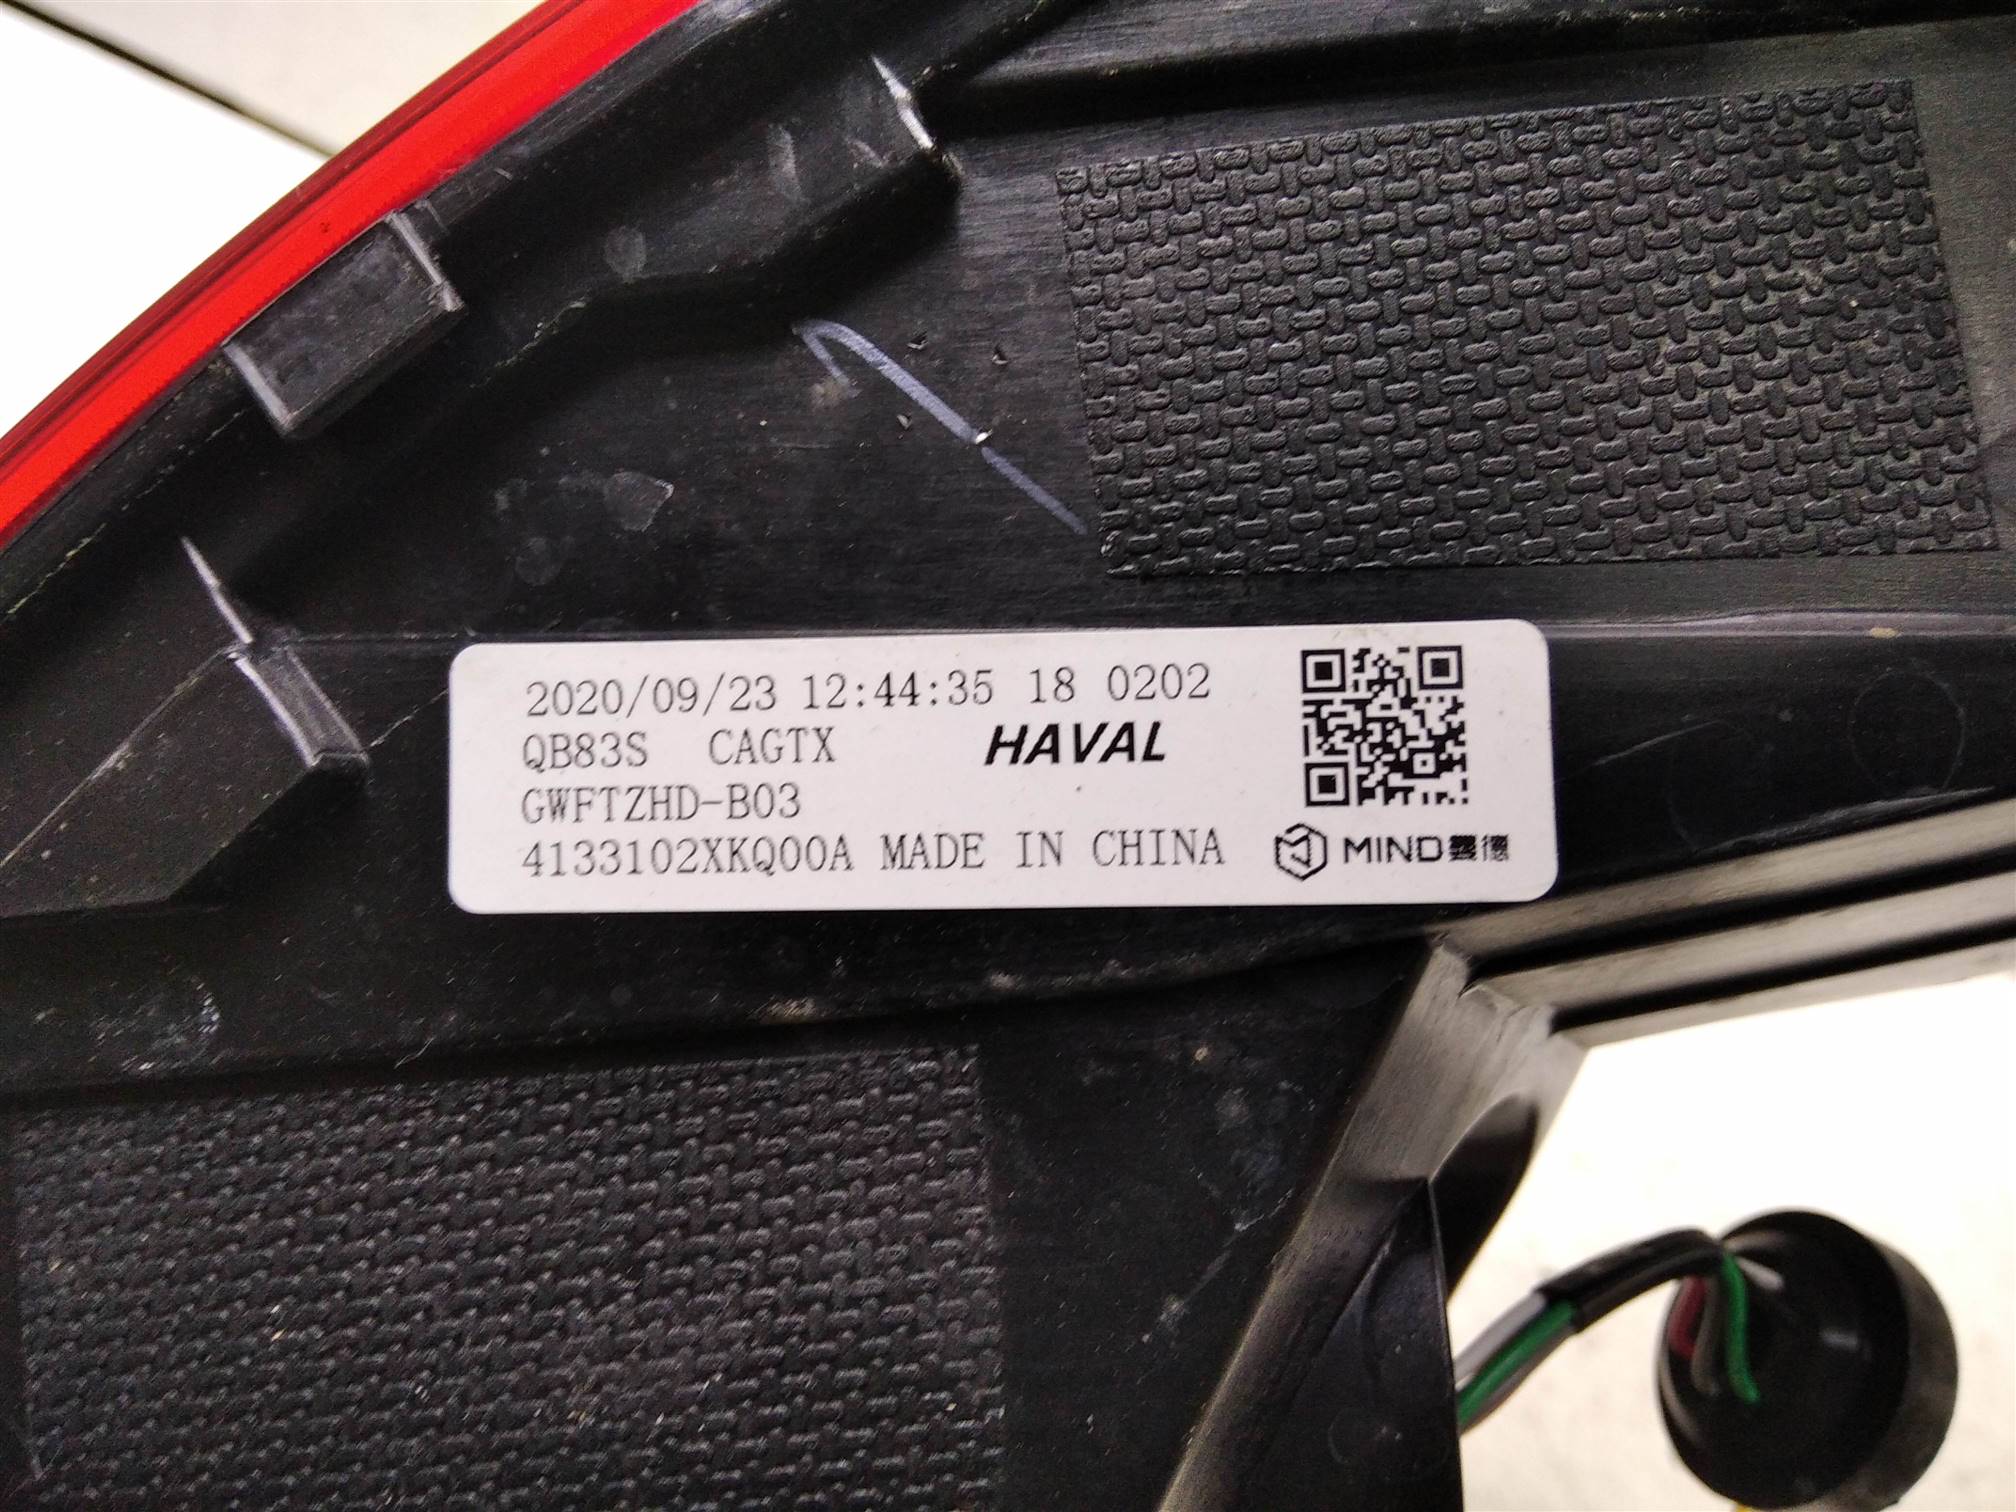 2020/09/23 12:44:35 18 0202
QB83S CAGTX HAVAL
GWFTZHD-B03
4133102XKQ00A MADE IN CHINA
MIND